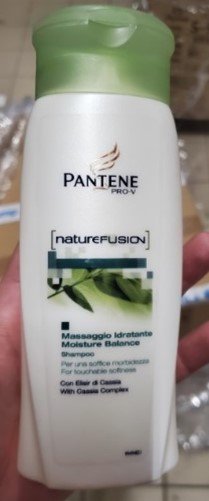 PANTENE
PRO-V
[natureFUSION]
Massaggio Idratante
Moisture Balance
Shampoo
Per una soffice morbidezza
For touchable softness
Con Elisir di Cassia
With Cassia Complex